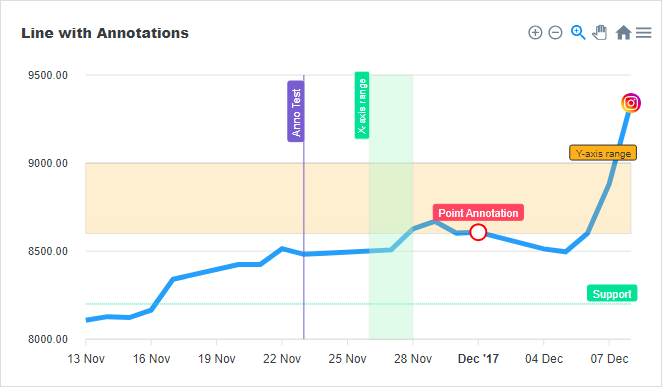 Line with Annotations
9500.00
9000.00
8500.00
8000.00
Anno Test
X-axis range
Y-axis range
Point Annotation
Support
13 Nov
16 Nov
19 Nov
22 Nov
25 Nov
28 Nov
Dec '17
04 Dec
07 Dec